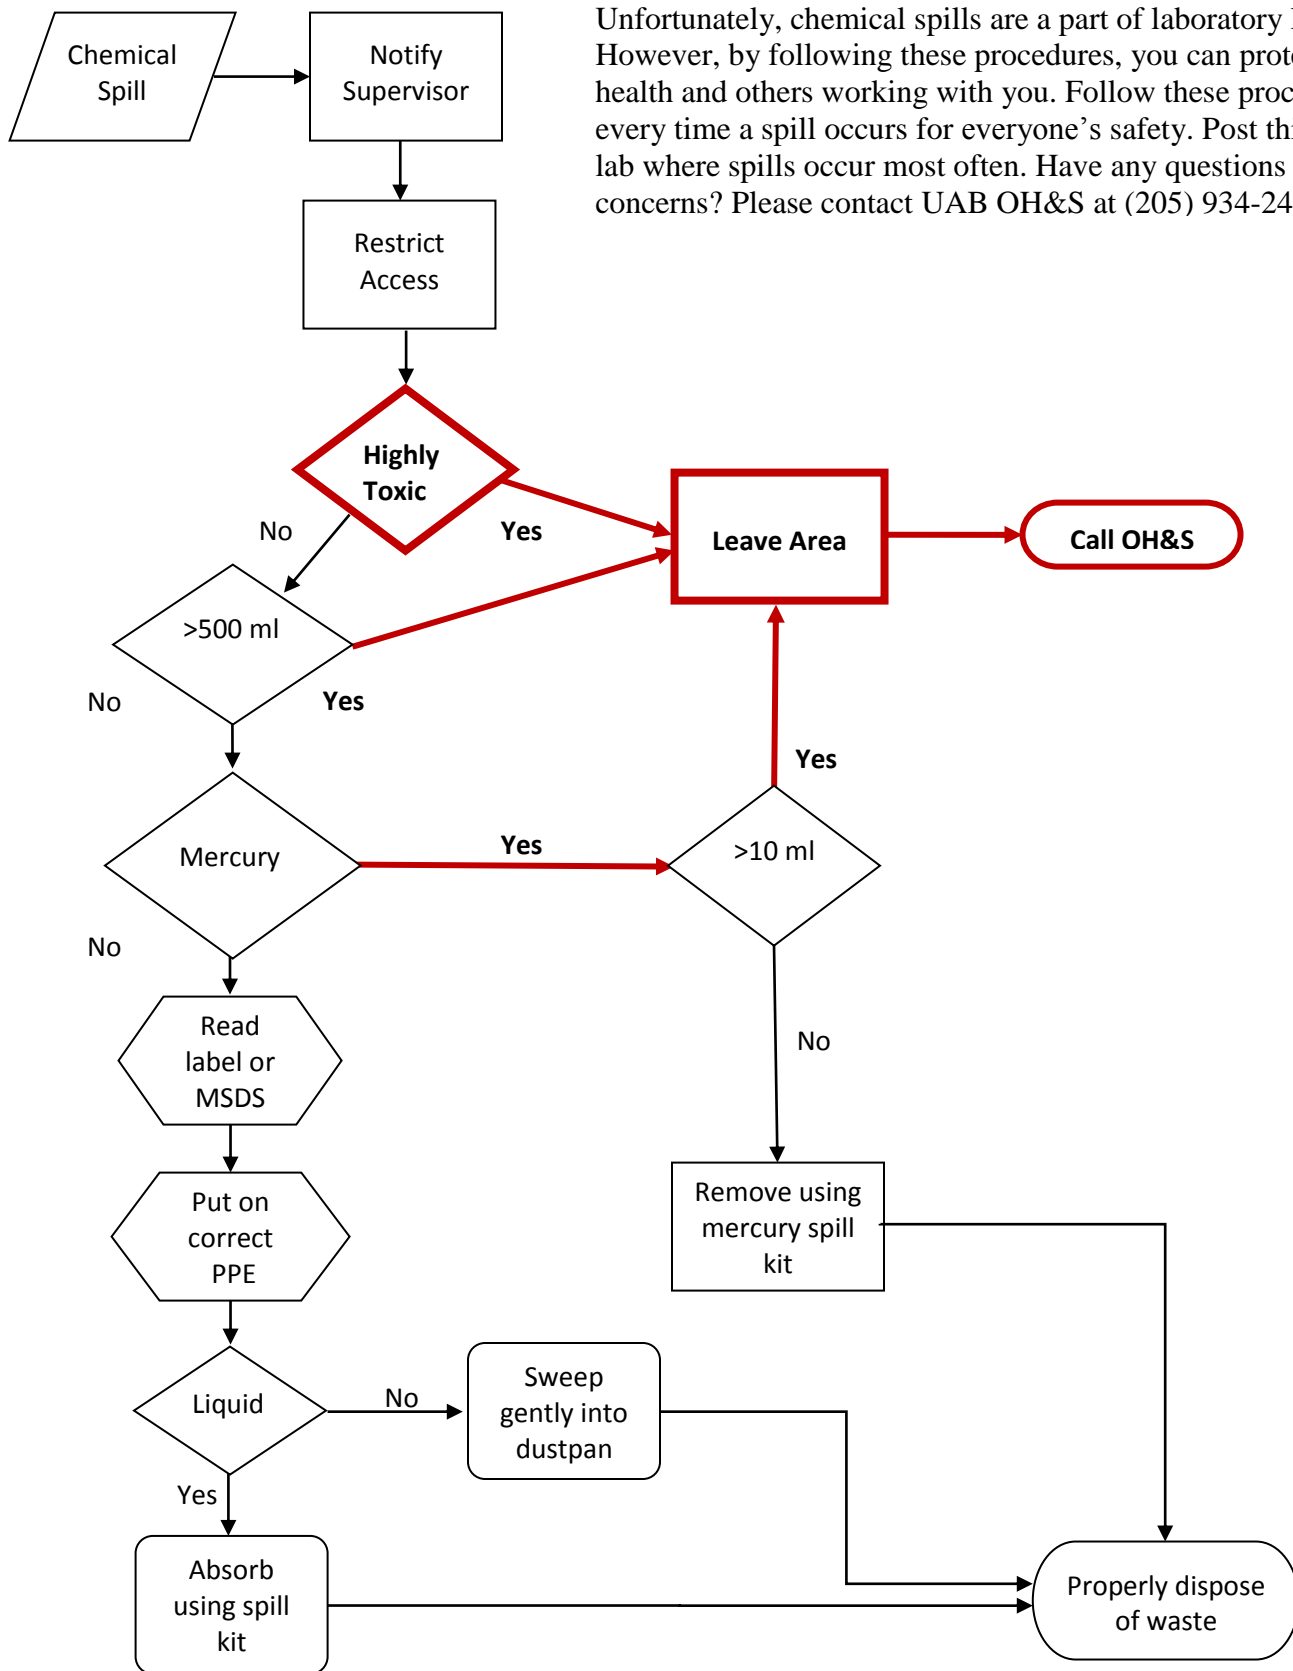 Unfortunately, chemical spills are a part of laboratory
However, by following these procedures, you can
health and others working with you. Follow these
every time a spill occurs for everyone's safety. Post
lab where spills occur most often. Have any questions
concerns? Please contact UAB OH&S at (205) 934-24
Chemical
Spill
Notify
Supervisor
Restrict
Access
Highly
Toxic
No
Yes
Leave Area
Call OH&S
>500 ml
No
Yes
Mercury
Yes
>10 ml
Yes
No
No
Read
label or
MSDS
Put on
correct
PPE
Remove using
mercury spill
kit
Liquid
No
Sweep
gently into
dustpan
Yes
Absorb
using spill
kit
Properly dispose
of waste